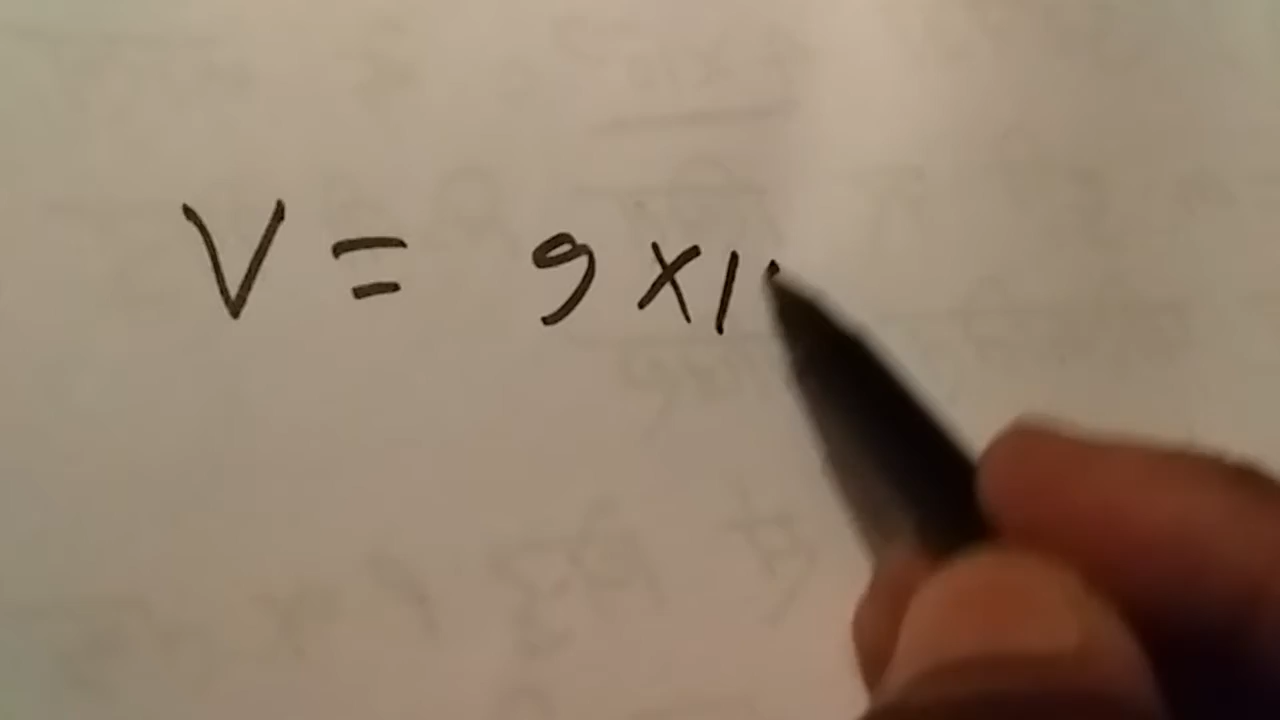 V = 9 x 1